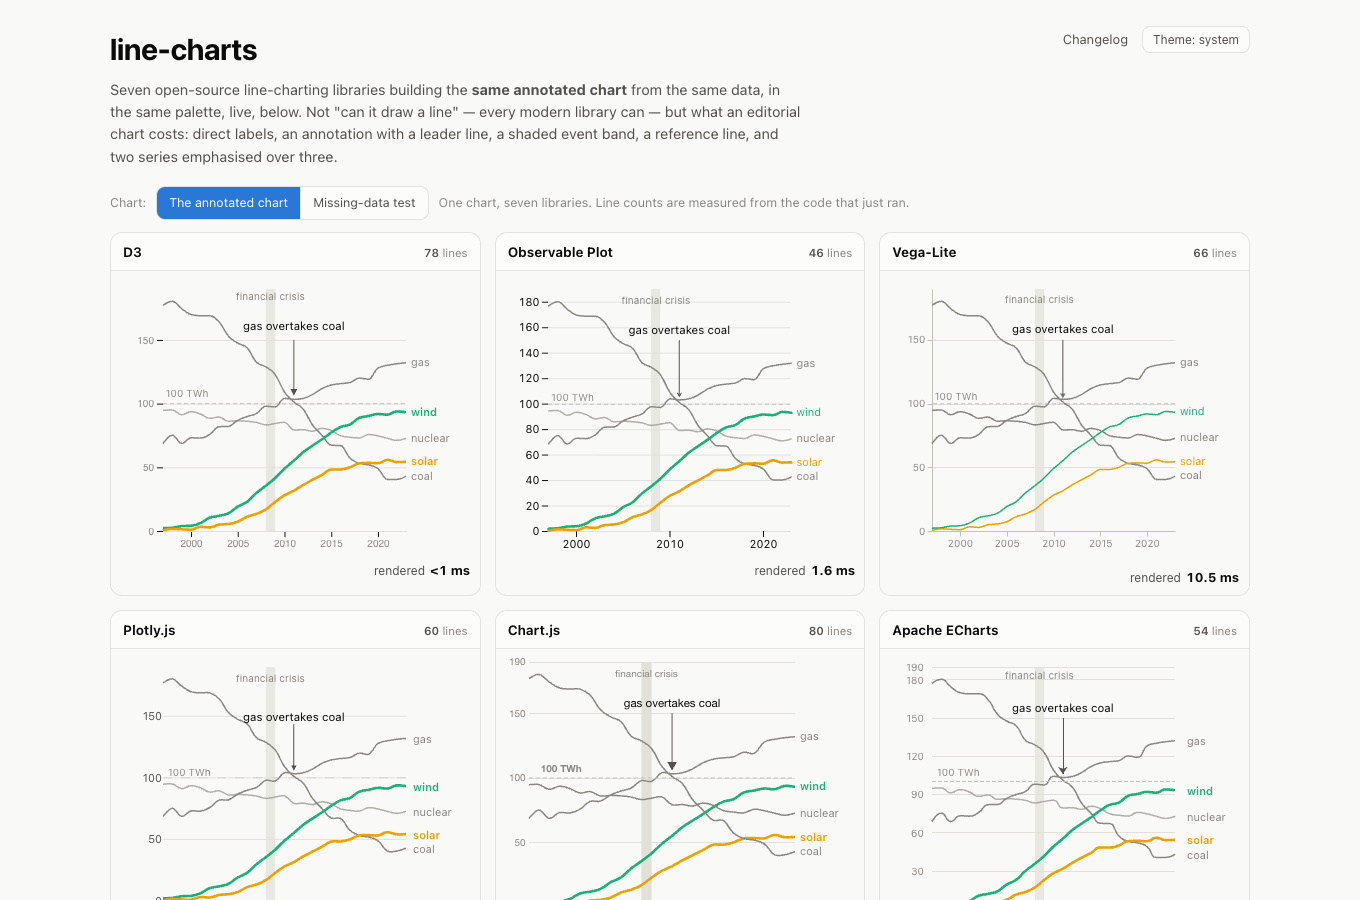 line-charts
Changelog
Theme: system
Seven open-source line-charting libraries building the same annotated chart from the same data, in
the same palette, live, below. Not "can it draw a line" — every modern library can — but what an editorial
chart costs: direct labels, an annotation with a leader line, a shaded event band, a reference line, and
two series emphasised over three.
Chart:
The annotated chart
Missing-data test
One chart, seven libraries. Line counts are measured from the code that just ran.
D3
78 lines
financial crisis
gas overtakes coal
150
gas
100 TWh
100
wind
nuclear
50
solar
coal
0
2000 2005 2010 2015 2020
rendered <1 ms
Observable Plot
46 lines
180
financial crisis
160
gas overtakes coal
140
120
gas
100 TWh
100
wind
80
nuclear
60
solar
40
coal
20
0
2000 2010 2020
rendered 1.6 ms
Vega-Lite
66 lines
financial crisis
gas overtakes coal
150
gas
100 TWh
100
wind
nuclear
50
solar
coal
0
2000 2005 2010 2015 2020
rendered 10.5 ms
Plotly.js
60 lines
financial crisis
150
gas overtakes coal
gas
100 TWh
100
wind
nuclear
50
solar
coal
0
Chart.js
80 lines
190
financial crisis
gas overtakes coal
150
gas
100 TWh
100
wind
nuclear
50
solar
coal
Apache ECharts
54 lines
190
financial crisis
180
gas overtakes coal
150
gas
120
100 TWh
90
wind
nuclear
60
solar
coal
30